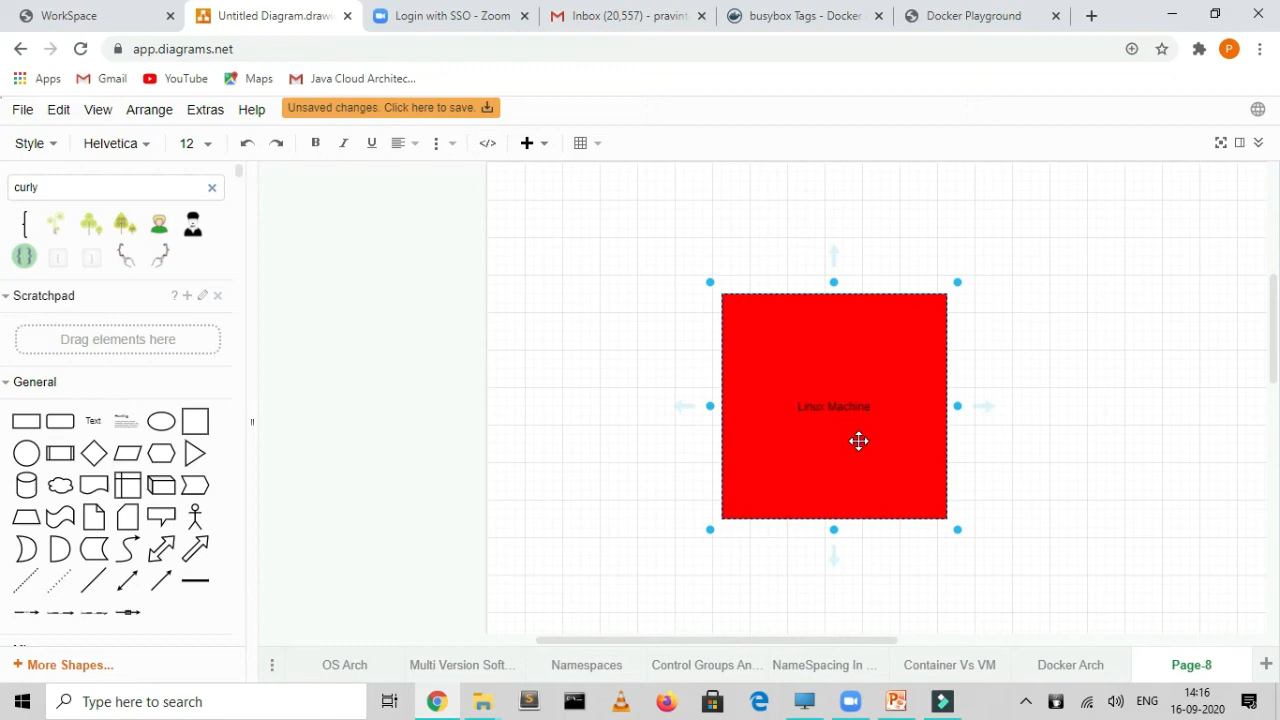 WorkSpace
Untitled Diagram.draw
Login with SSO - Zoom
Inbox (20,557) - pravint
busybox Tags - Docker
Docker Playground
app.diagrams.net
P
Apps
Gmail
YouTube
Maps
Java Cloud Architec...
File
Edit
View
Arrange
Extras
Help
Unsaved changes. Click here to save.
Style
Helvetica
12
B
I
U
</>
curly
Scratchpad
?
Drag elements here
General
Text
Linux Machine
+ More Shapes...
OS Arch
Multi Version Soft...
Namespaces
Control Groups An...
NameSpacing In ...
Container Vs VM
Docker Arch
Page-8
Type here to search
ENG
14:16
16-09-2020